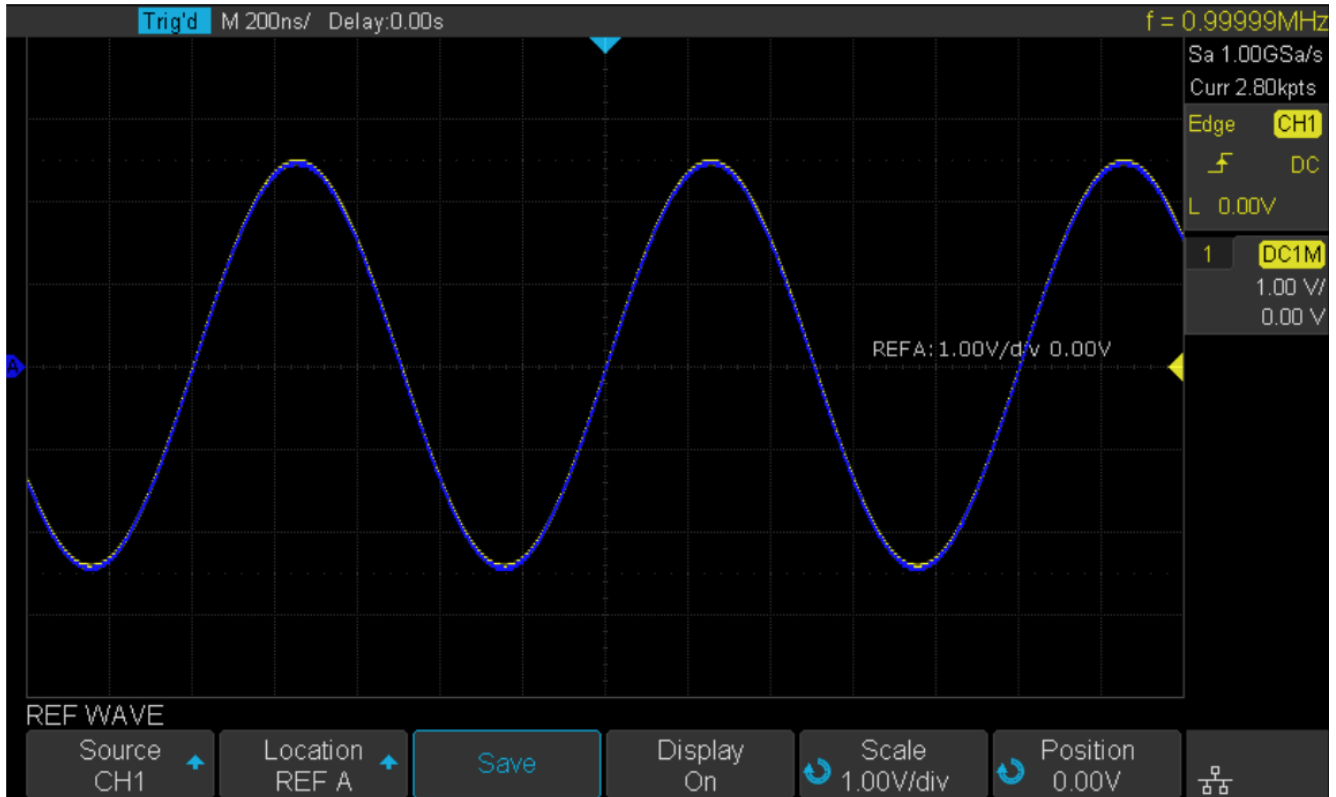 Trig'd M 200ns/ Delay:0.00s f = 0.99999MHz
Sa 1.00GSa/s
Curr 2.80kpts
Edge CH1
DC
L 0.00V
1 DC1M
1.00 V/
0.00 V
REFA:1.00V/div 0.00V
A
REF WAVE
Source Location Save Display Scale Position
CH1 REF A On 1.00V/div 0.00V